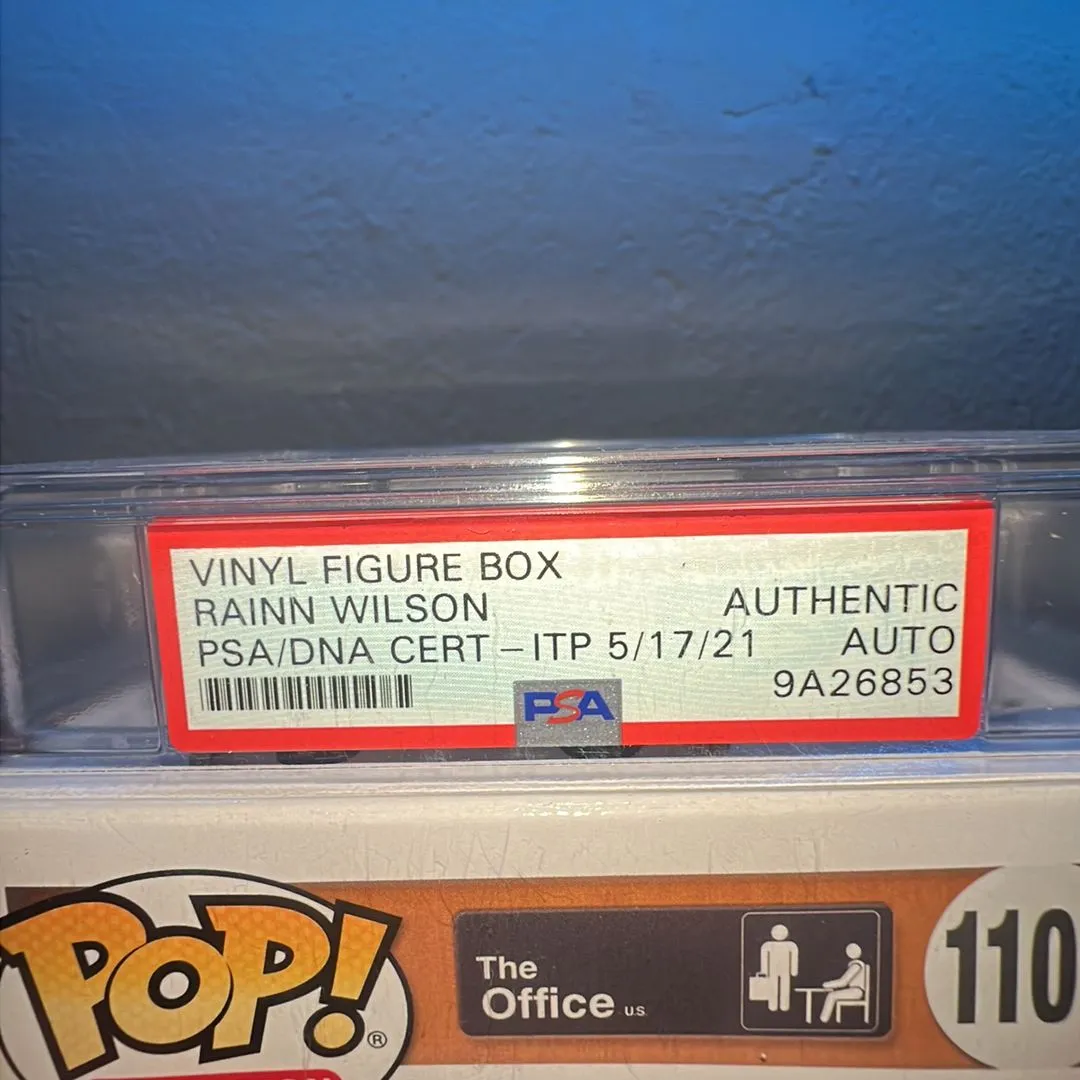 VINYL FIGURE BOX
RAINN WILSON AUTHENTIC
PSA/DNA CERT – ITP 5/17/21 AUTO
9A26853
PSA
POP!®
The
Office U.S.
110